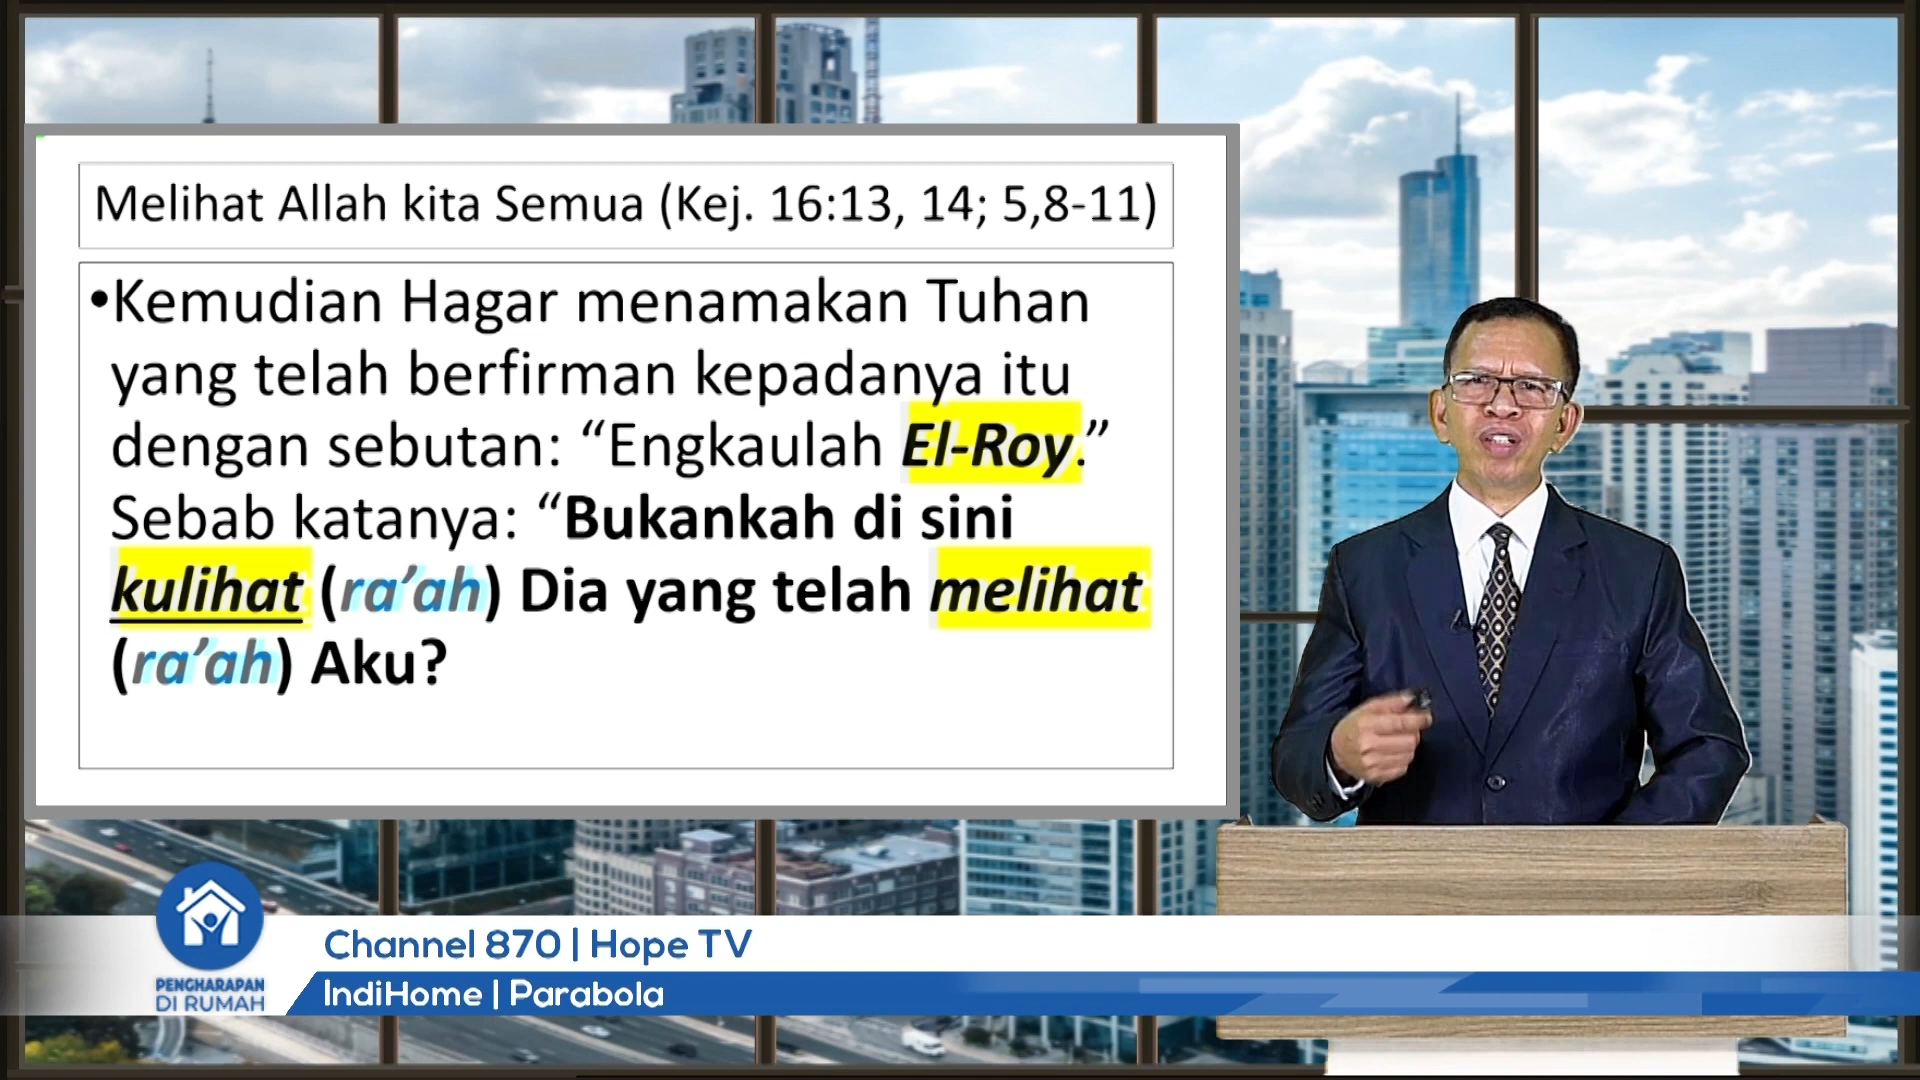 Melihat Allah kita Semua (Kej. 16:13, 14; 5,8-11)
•Kemudian Hagar menamakan Tuhan
yang telah berfirman kepadanya itu
dengan sebutan: “Engkaulah El-Roy.”
Sebab katanya: “Bukankah di sini
kulihat (ra’ah) Dia yang telah melihat
(ra’ah) Aku?
Channel 870 | Hope TV
IndiHome | Parabola
PENGHARAPAN
DI RUMAH